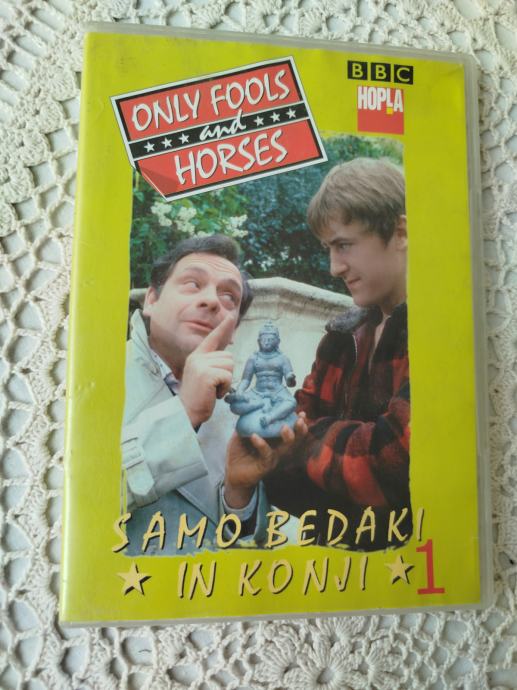 BBC
HOPLA
ONLY FOOLS
and
HORSES
SAMO BEDAKI
IN KONJI 1